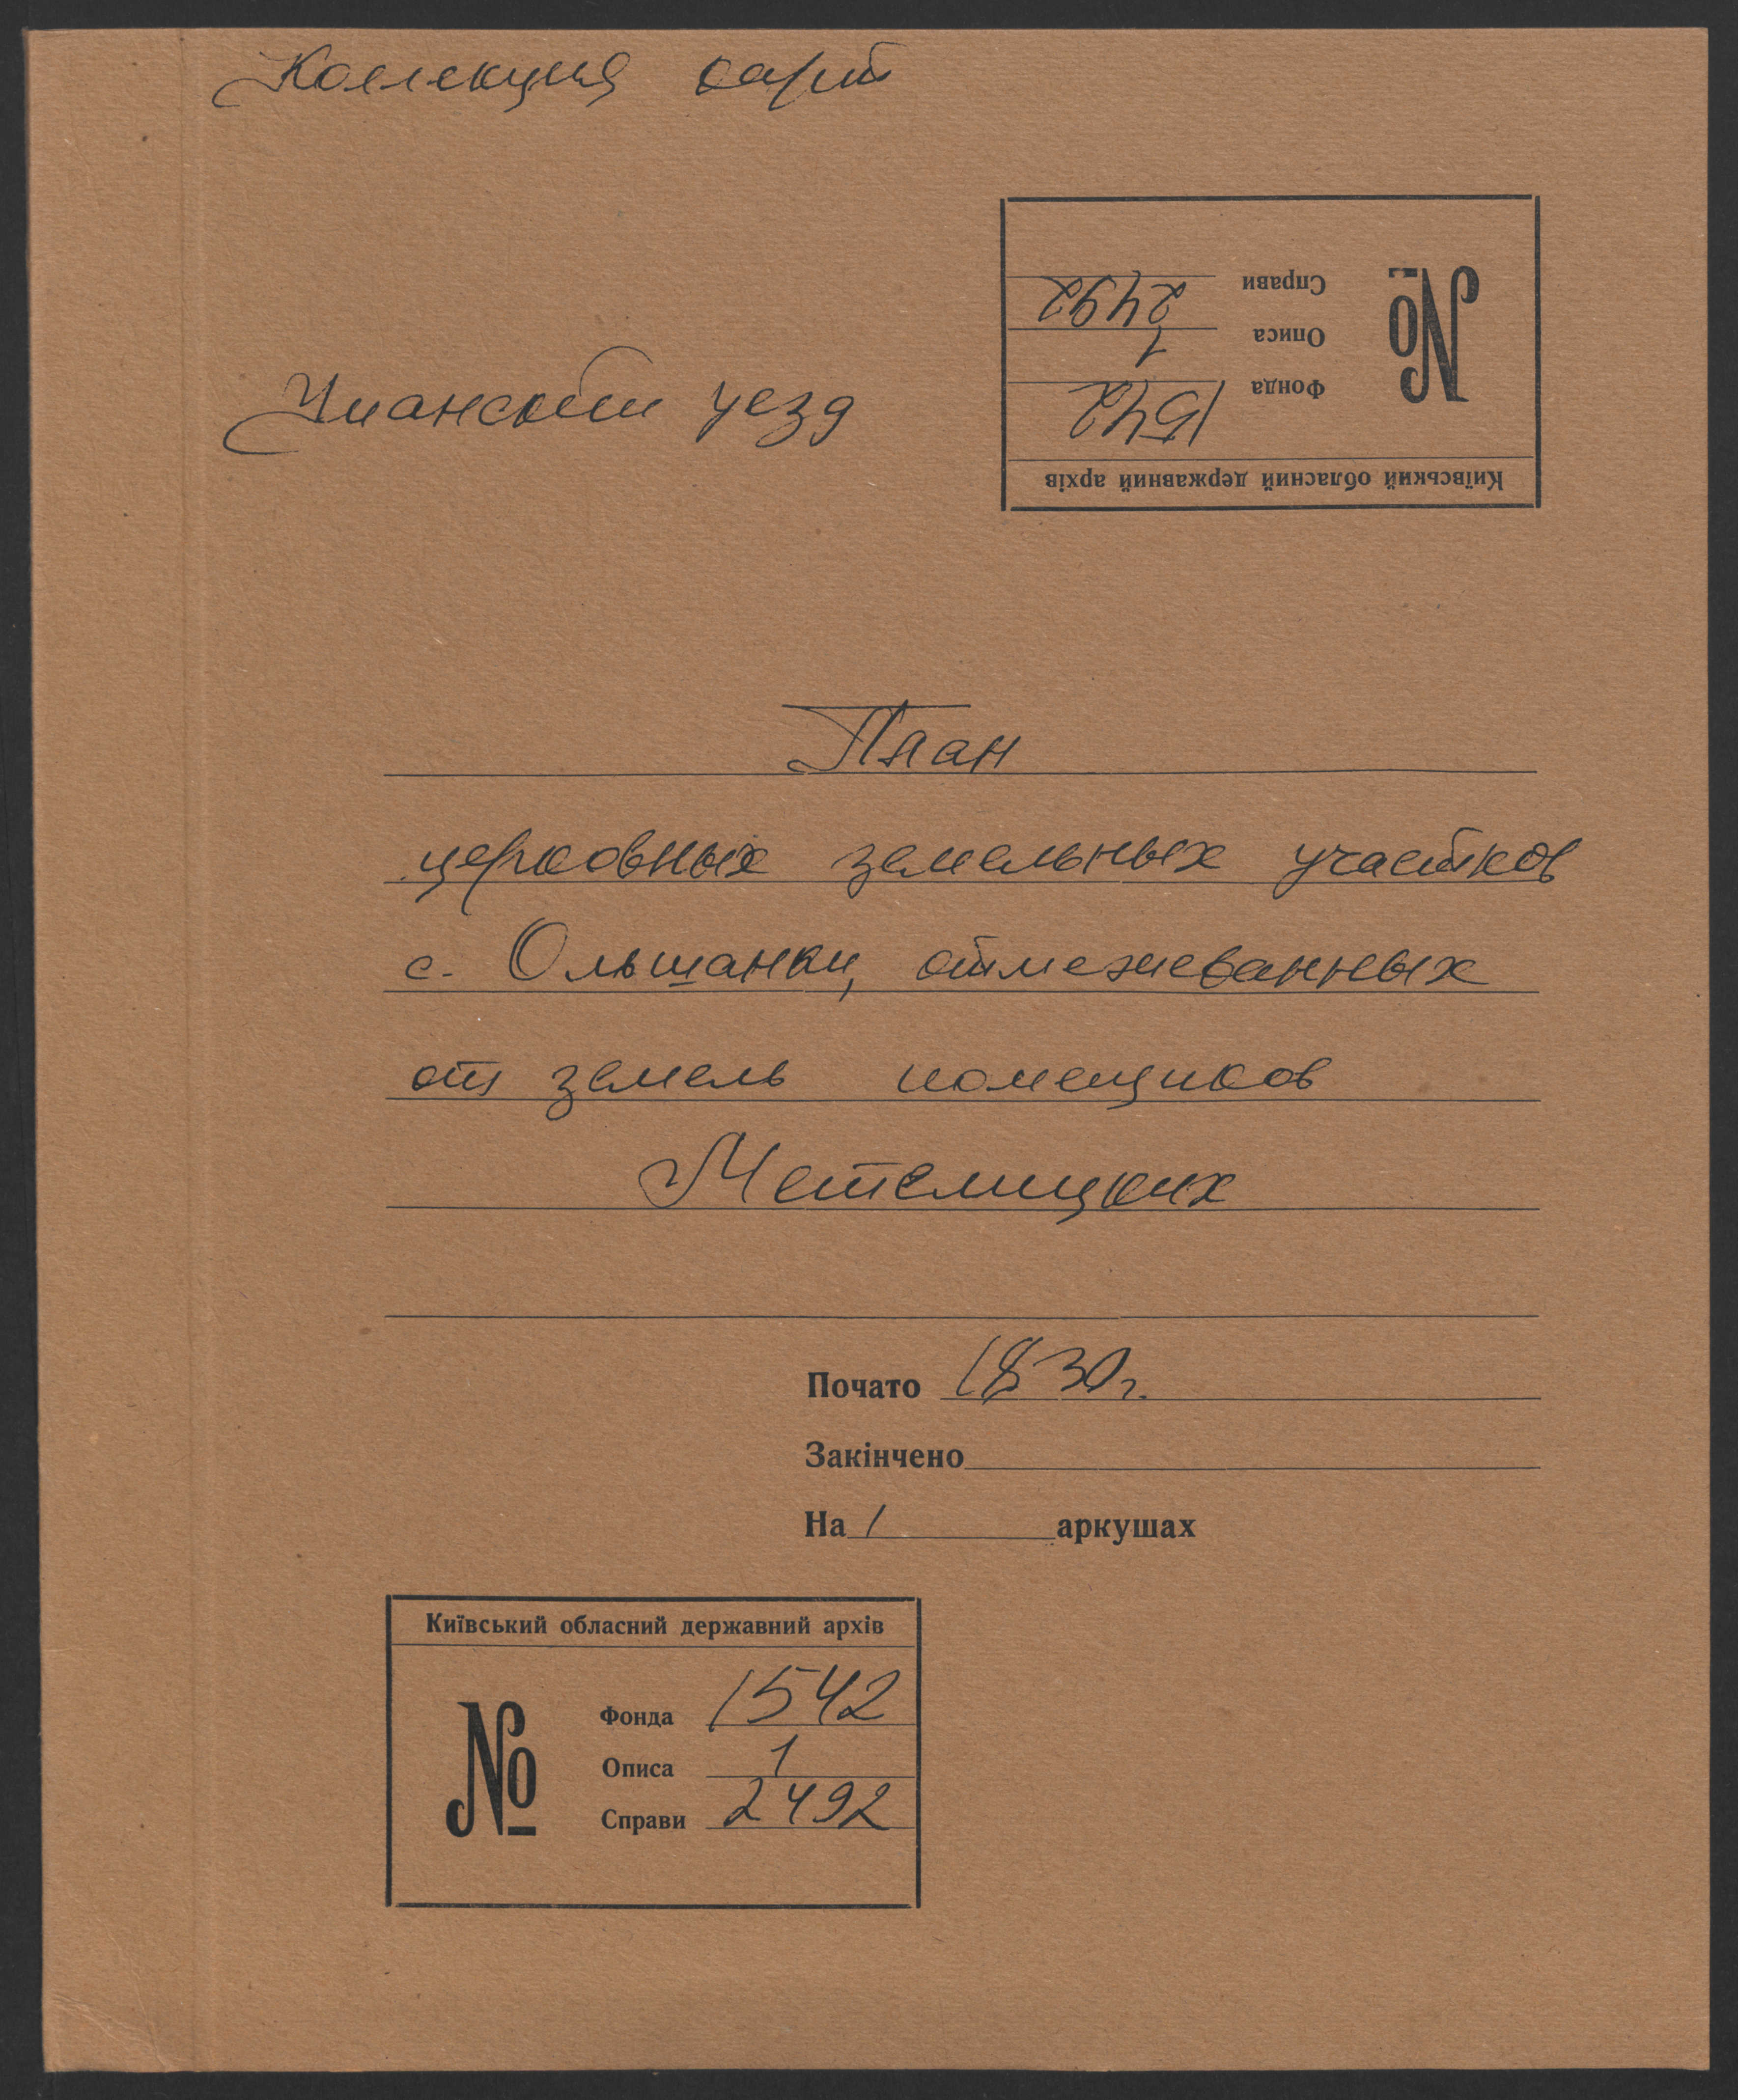 Коллекция карт
Київський обласний державний архів
№
Фонда 1542
Описа 1
Справи 2492
Уманский уезд
План
церковных земельных участков
с. Ольшанки, отмежеванных
от земель помещиков
Метелицких
Почато 1830 г.
Закінчено
На 1 аркушах
Київський обласний державний архів
№
Фонда 1542
Описа 1
Справи 2492